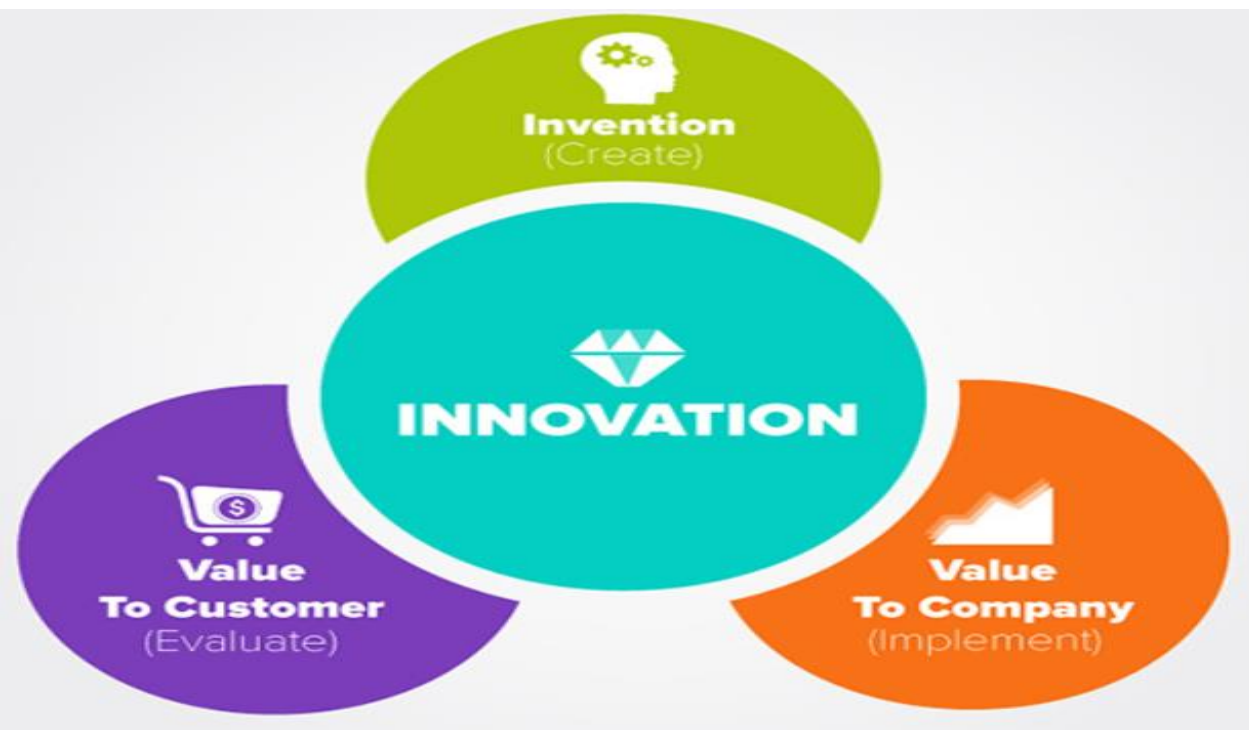 Invention
(Create)
INNOVATION
$
Value
To Customer
(Evaluate)
Value
To Company
(Implement)